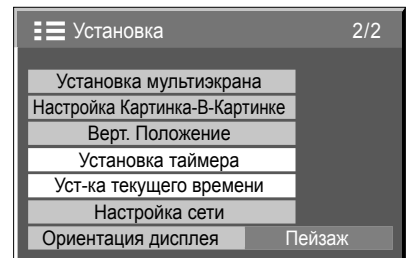 Установка 2/2
Установка мультиэкрана
Настройка Картинка-В-Картинке
Верт. Положение
Установка таймера
Уст-ка текущего времени
Настройка сети
Ориентация дисплея Пейзаж